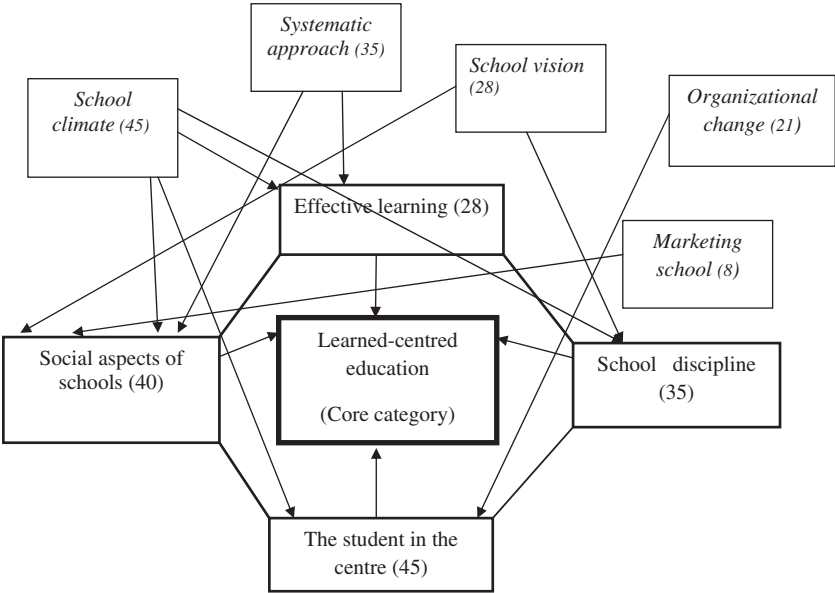 Systematic
approach (35)
School vision
(28)
School
climate (45)
Organizational
change (21)
Effective learning (28)
Marketing
school (8)
Learned-centred
education
(Core category)
Social aspects of
schools (40)
School discipline
(35)
The student in the
centre (45)